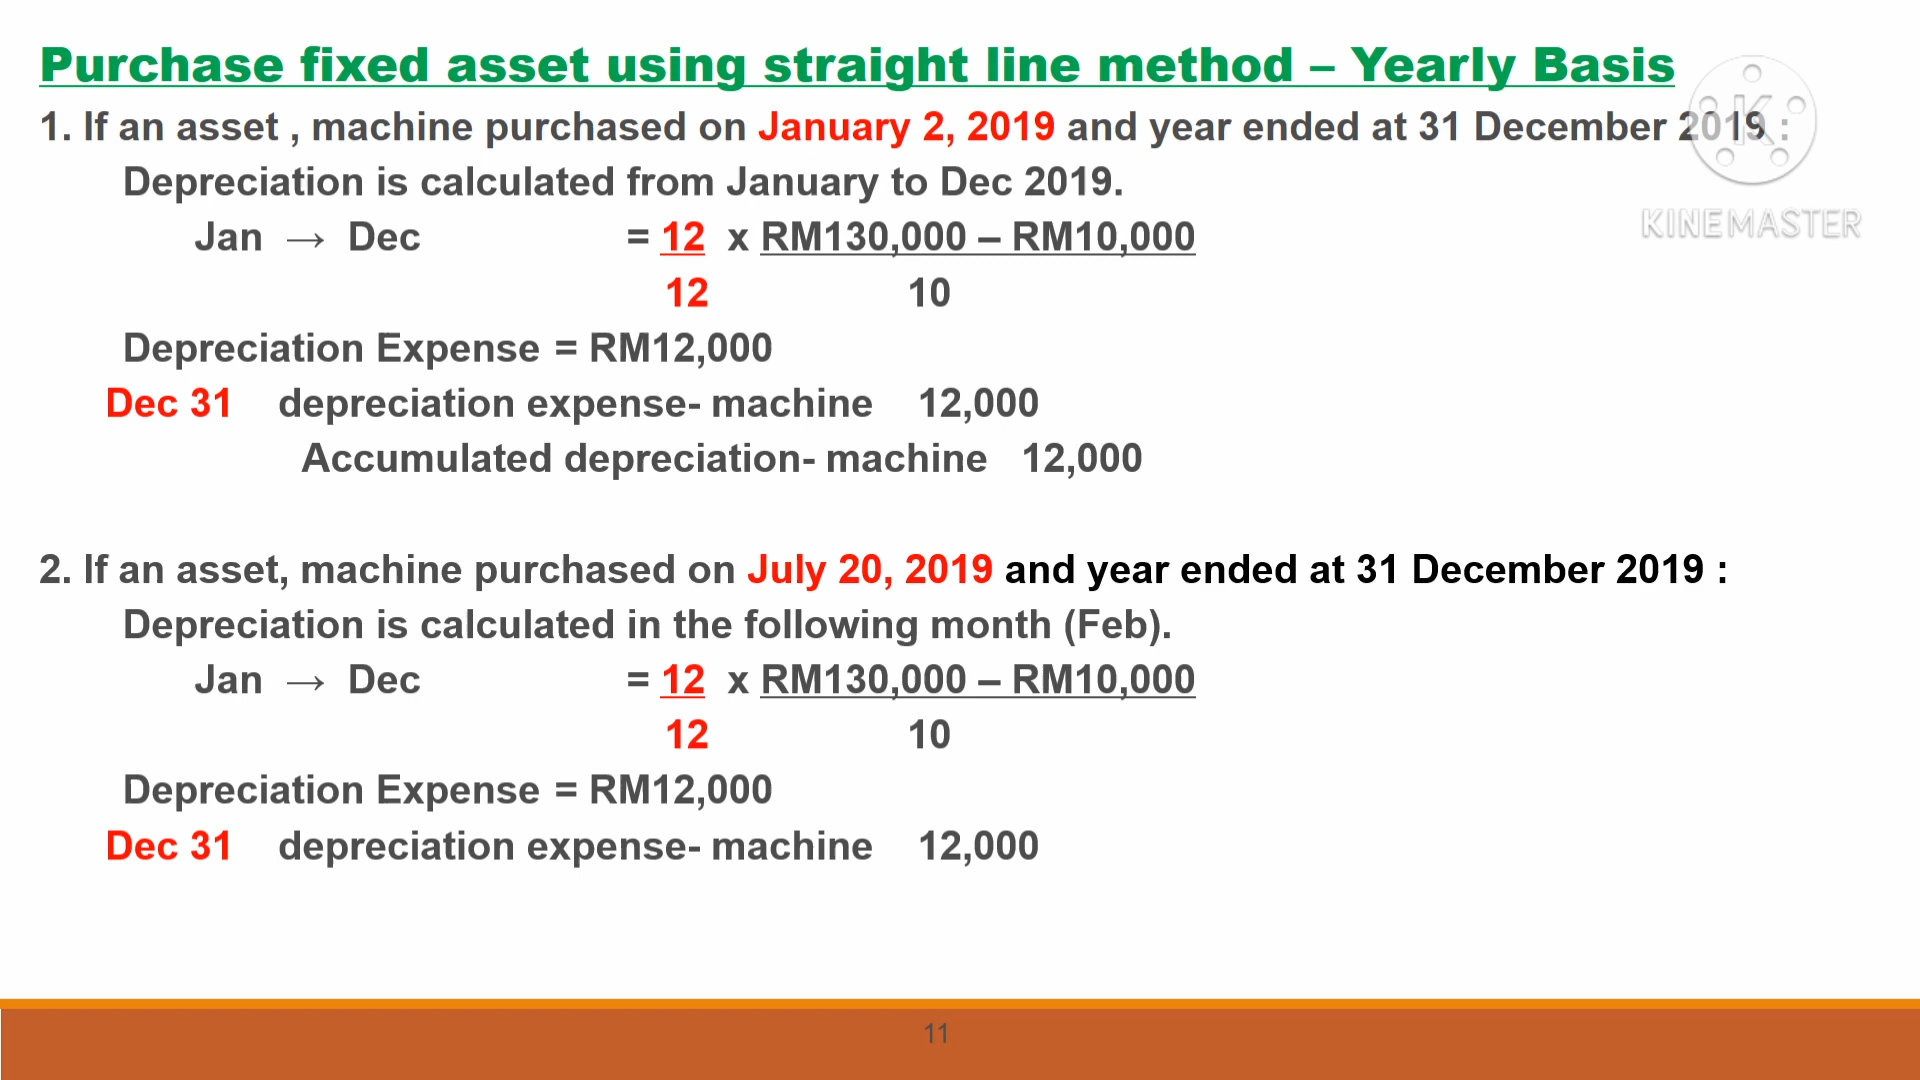 Purchase fixed asset using straight line method – Yearly Basis
1. If an asset , machine purchased on January 2, 2019 and year ended at 31 December 2019 :
Depreciation is calculated from January to Dec 2019.
Jan → Dec = 12 x RM130,000 – RM10,000
12 10
Depreciation Expense = RM12,000
Dec 31 depreciation expense- machine 12,000
Accumulated depreciation- machine 12,000
2. If an asset, machine purchased on July 20, 2019 and year ended at 31 December 2019 :
Depreciation is calculated in the following month (Feb).
Jan → Dec = 12 x RM130,000 – RM10,000
12 10
Depreciation Expense = RM12,000
Dec 31 depreciation expense- machine 12,000
11
K
KINEMASTER